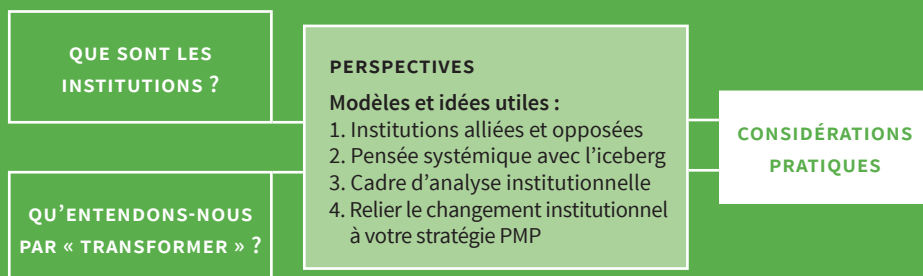 QUE SONT LES
INSTITUTIONS ?
QU’ENTENDONS-NOUS
PAR « TRANSFORMER » ?
PERSPECTIVES
Modèles et idées utiles :
1. Institutions alliées et opposées
2. Pensée systémique avec l’iceberg
3. Cadre d’analyse institutionnelle
4. Relier le changement institutionnel
à votre stratégie PMP
CONSIDÉRATIONS
PRATIQUES